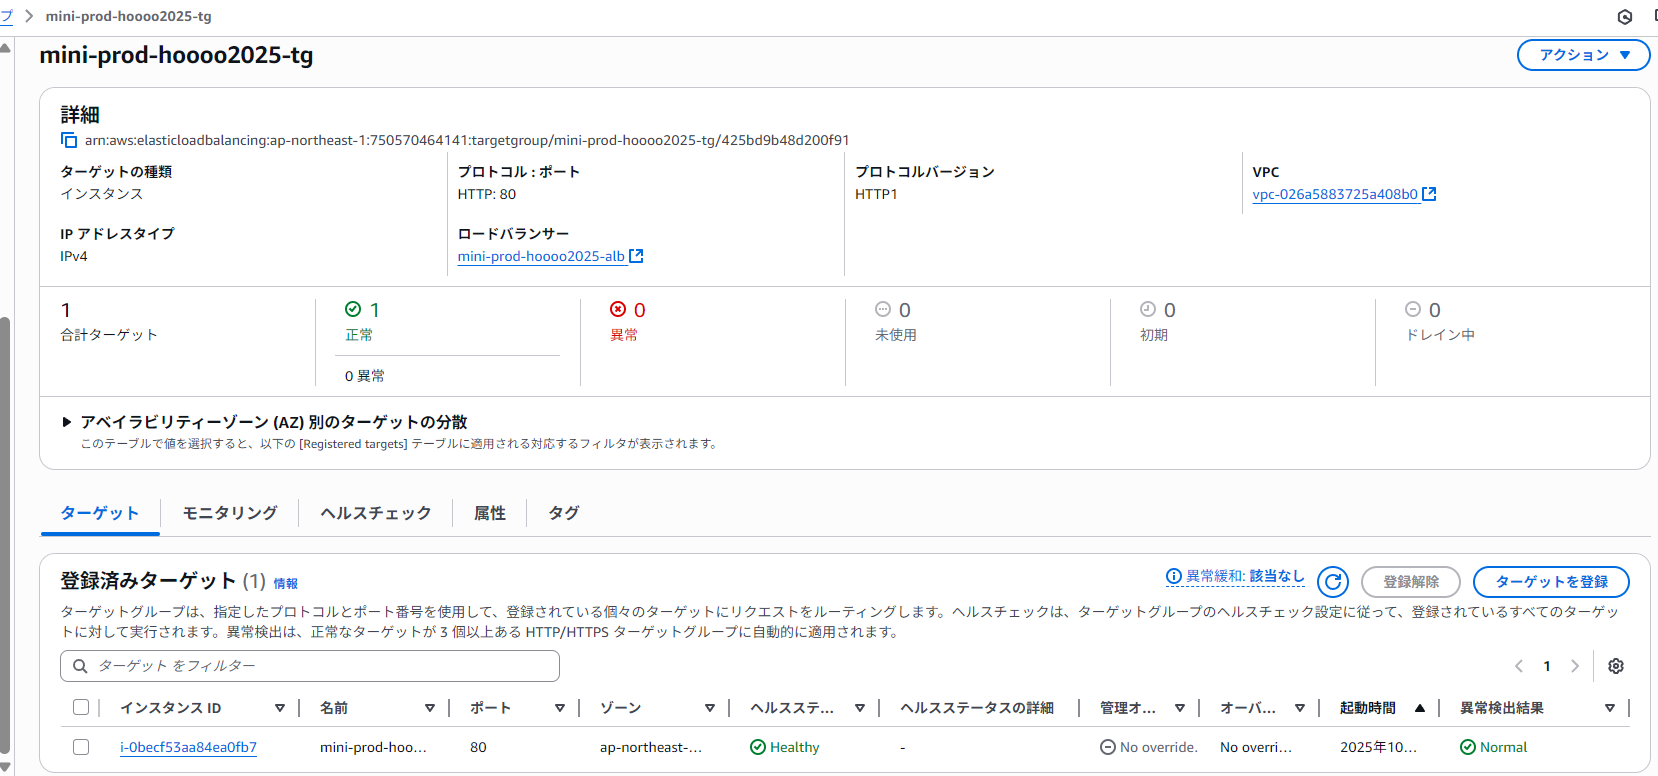 プ > mini-prod-hoooo2025-tg
mini-prod-hoooo2025-tg
アクション
詳細
arn:aws:elasticloadbalancing:ap-northeast-1:750570464141:targetgroup/mini-prod-hoooo2025-tg/425bd9b48d200f91
ターゲットの種類
インスタンス
プロトコル : ポート
HTTP: 80
プロトコルバージョン
HTTP1
VPC
vpc-026a5883725a408b0
IP アドレスタイプ
IPv4
ロードバランサー
mini-prod-hoooo2025-alb
1
合計ターゲット
1
正常
0 異常
0
異常
0
未使用
0
初期
0
ドレイン中
アベイラビリティーゾーン (AZ) 別のターゲットの分散
このテーブルで値を選択すると、以下の [Registered targets] テーブルに適用される対応するフィルタが表示されます。
ターゲット モニタリング ヘルスチェック 属性 タグ
登録済みターゲット (1) 情報
異常緩和: 該当なし
登録解除
ターゲットを登録
ターゲットグループは、指定したプロトコルとポート番号を使用して、登録されている個々のターゲットにリクエストをルーティングします。ヘルスチェックは、ターゲットグループのヘルスチェック設定に従って、登録されているすべてのターゲッ
トに対して実行されます。異常検出は、正常なターゲットが 3 個以上ある HTTP/HTTPS ターゲットグループに自動的に適用されます。
ターゲット をフィルター
1
インスタンス ID 名前 ポート ゾーン ヘルスステ... ヘルスステータスの詳細 管理オ... オーバ... 起動時間 異常検出結果
i-0becf53aa84ea0fb7 mini-prod-hoo... 80 ap-northeast-... Healthy - No override. No overri... 2025年10... Normal